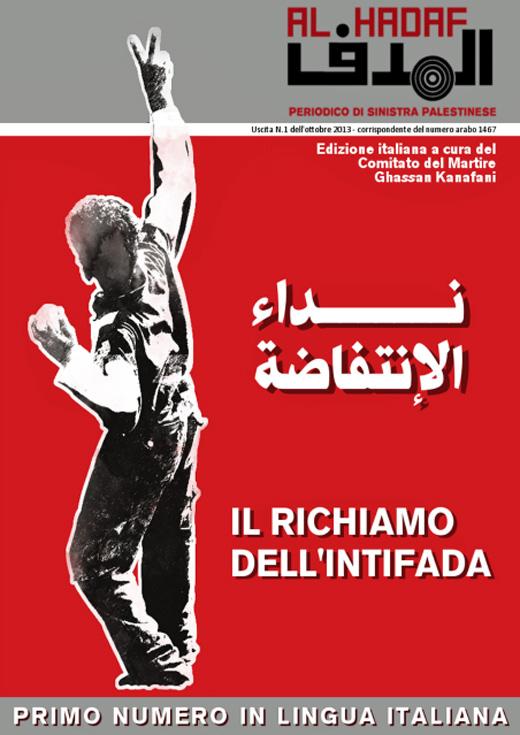 AL-HADAF
الهدف
PERIODICO DI SINISTRA PALESTINESE
Uscita N.1 dell'ottobre 2013 - corrispondente del numero arabo 1467
Edizione italiana a cura del
Comitato del Martire
Ghassan Kanafani
نـــداء
الإنتفاضة
IL RICHIAMO
DELL'INTIFADA
PRIMO NUMERO IN LINGUA ITALIANA